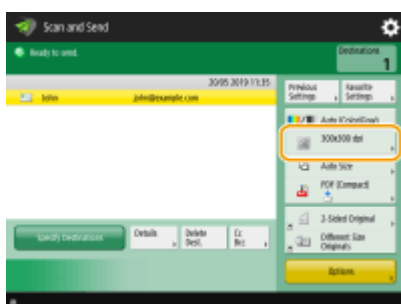 Scan and Send
Ready to send.
Destinations
1
20/05 2019 11:35
John
john@example.com
Previous Settings
Favorite Settings
Auto (Color/Gray)
300x300 dpi
Auto Size
PDF (Compact)
2-Sided Original
Different Size Originals
Specify Destinations
Details
Delete Dest.
Cc Bcc
Options